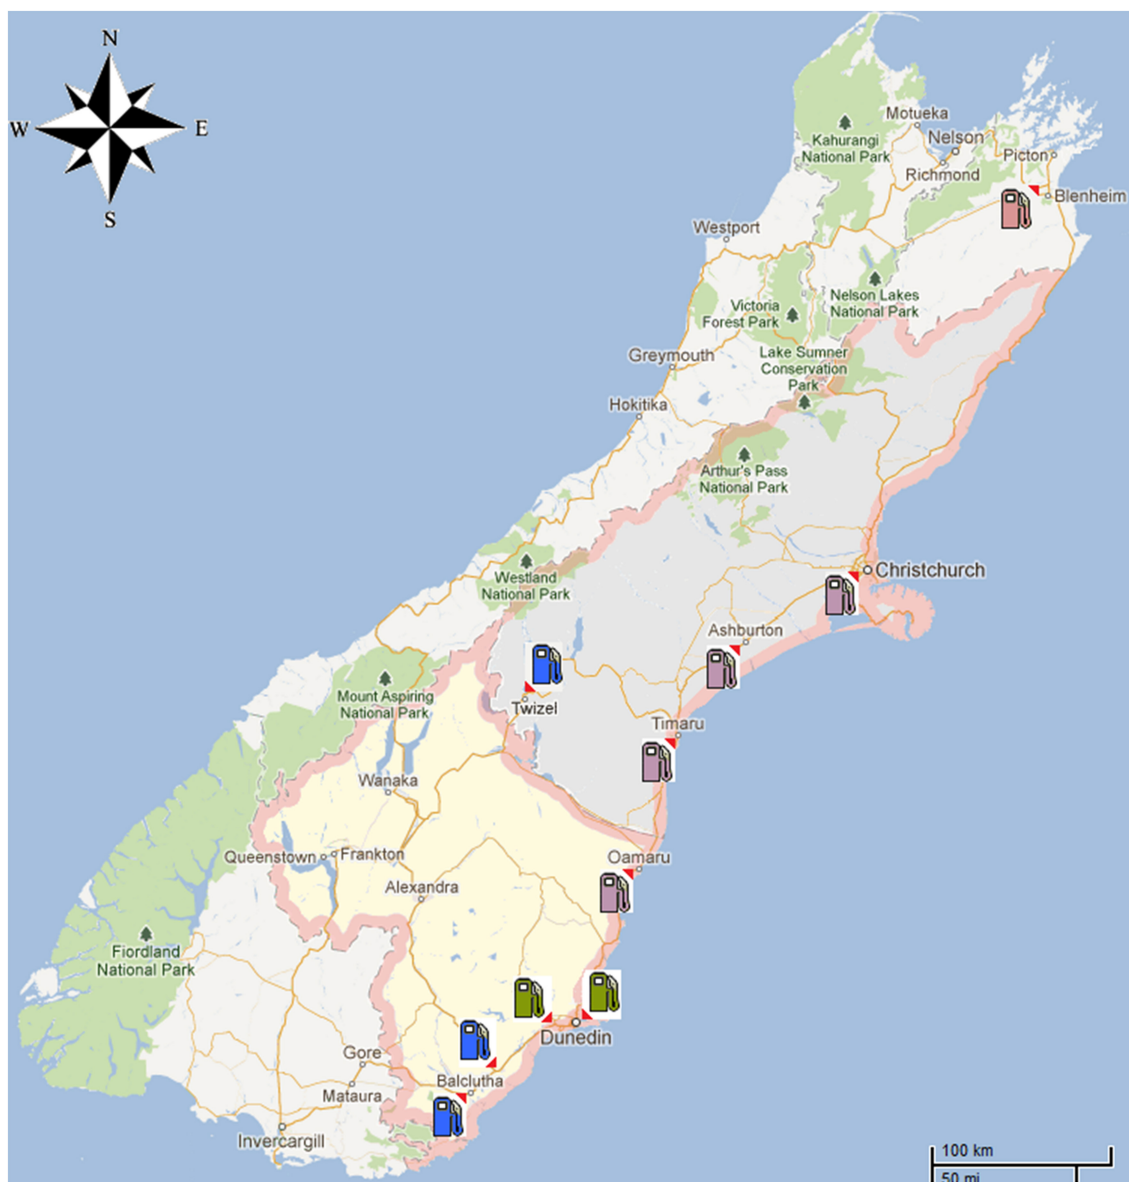 N
W
E
S
Motueka
Nelson
Kahurangi
National Park
Picton
Richmond
Blenheim
Westport
Nelson Lakes
National Park
Victoria
Forest Park
Greymouth
Lake Sumner
Conservation
Park
Hokitika
Arthur's Pass
National Park
Christchurch
Westland
National Park
Ashburton
Mount Aspiring
National Park
Twizel
Timaru
Wanaka
Queenstown
Frankton
Oamaru
Alexandra
Fiordland
National Park
Dunedin
Gore
Balclutha
Mataura
Invercargill
100 km
50 mi